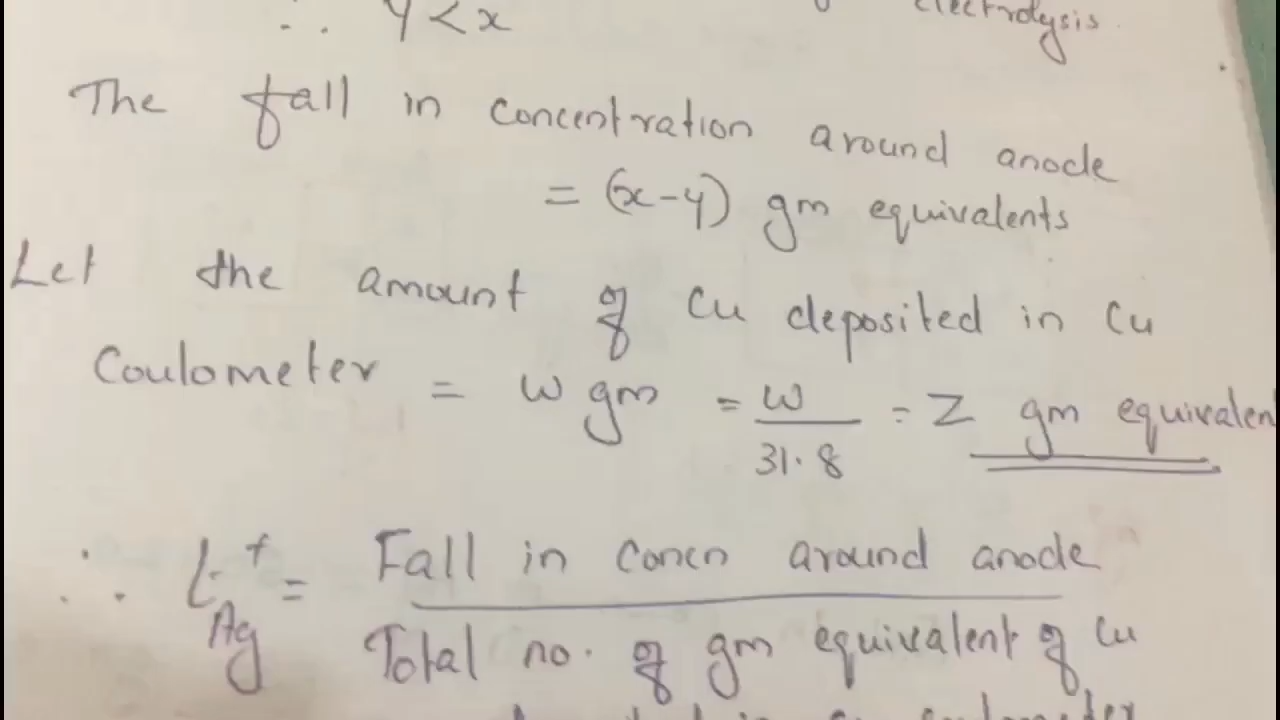 ∴ y < x electrolysis
The fall in concentration around anode
= (x-y) gm equivalents
Let the amount of Cu deposited in Cu
Coulometer = w gm = w/31.8 = Z gm equivalen
∴ t⁺Ag = Fall in concn around anode
Total no. of gm equivalent of Cu